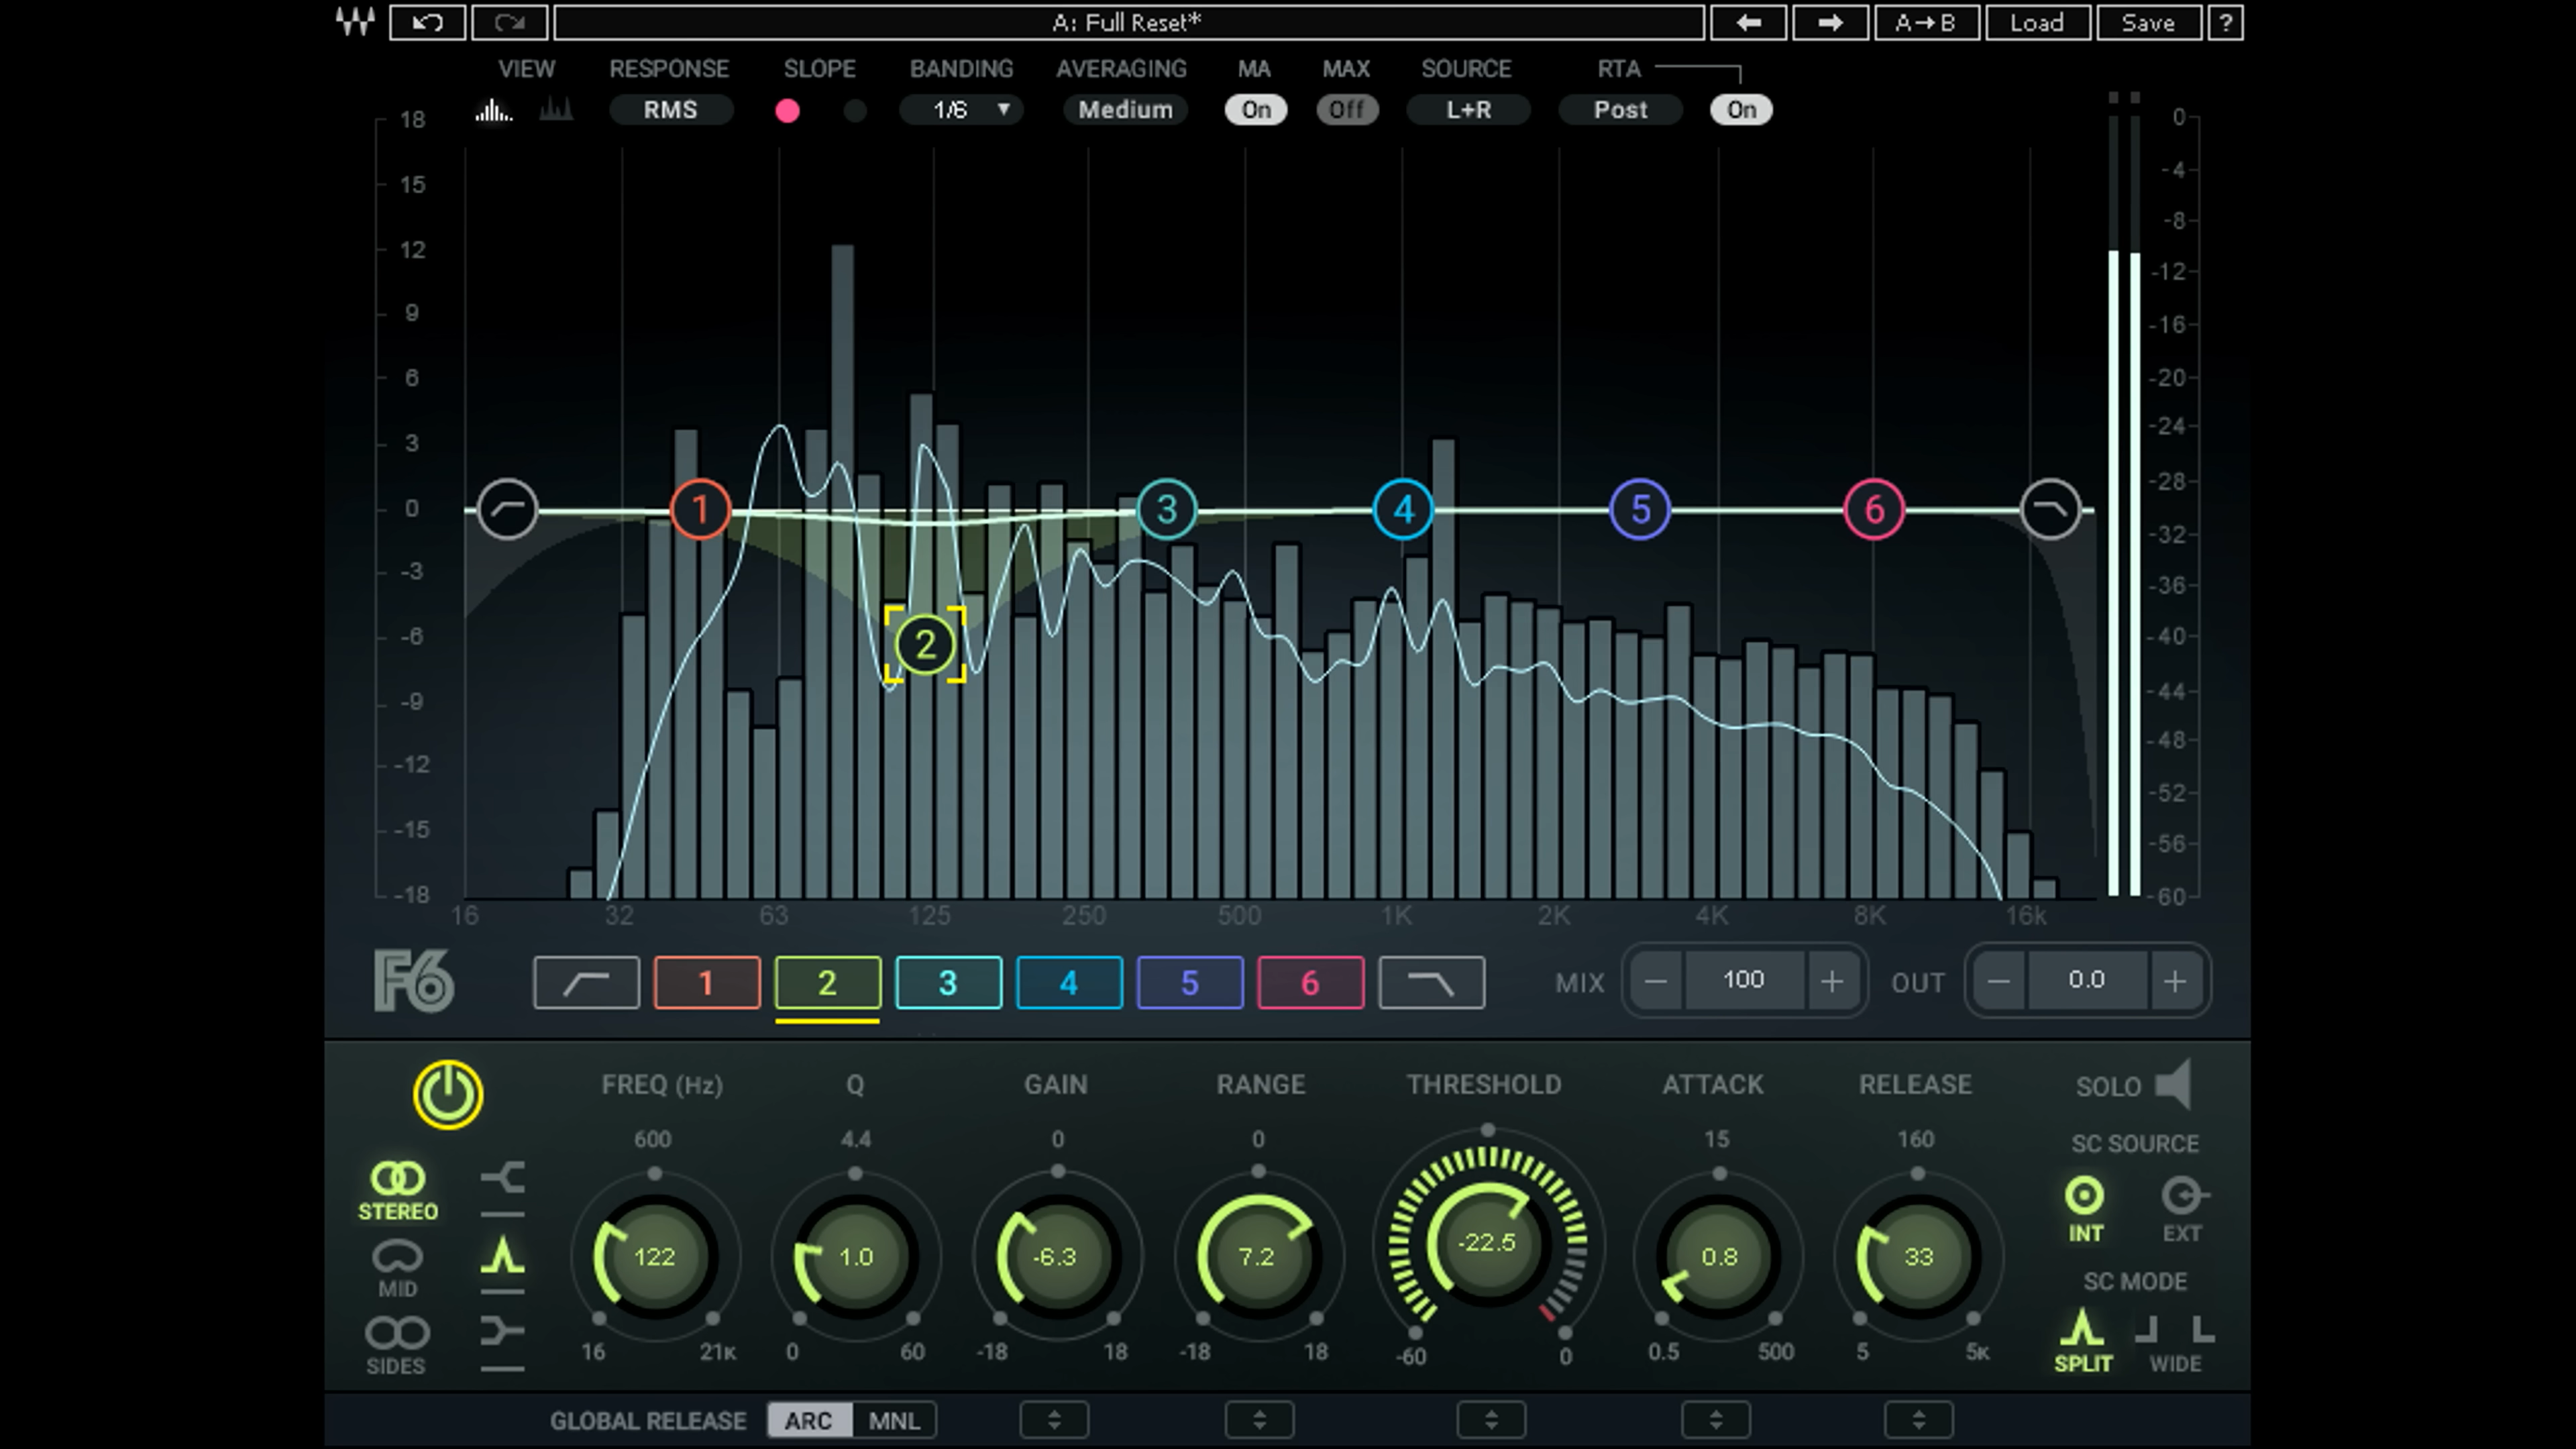 A: Full Reset* A→B Load Save ?
VIEW RESPONSE SLOPE BANDING AVERAGING MA MAX SOURCE RTA
RMS 1/6 Medium On Off L+R Post On
18 0
15 -4
12 -8
9 -12
6 -16
3 -20
0 -24
-3 -28
-6 -32
-9 -36
-12 -40
-15 -44
-18 -48
-52
-56
-60
1 2 3 4 5 6
16 32 63 125 250 500 1K 2K 4K 8K 16k
F6 1 2 3 4 5 6 MIX − 100 + OUT − 0.0 +
FREQ (Hz) Q GAIN RANGE THRESHOLD ATTACK RELEASE SOLO
600 4.4 0 0 15 160 SC SOURCE
STEREO 122 1.0 -6.3 7.2 -22.5 0.8 33 INT EXT
MID SC MODE
16 21K 0 60 -18 18 -18 18 -60 0 0.5 500 5 5K
SIDES SPLIT WIDE
GLOBAL RELEASE ARC MNL